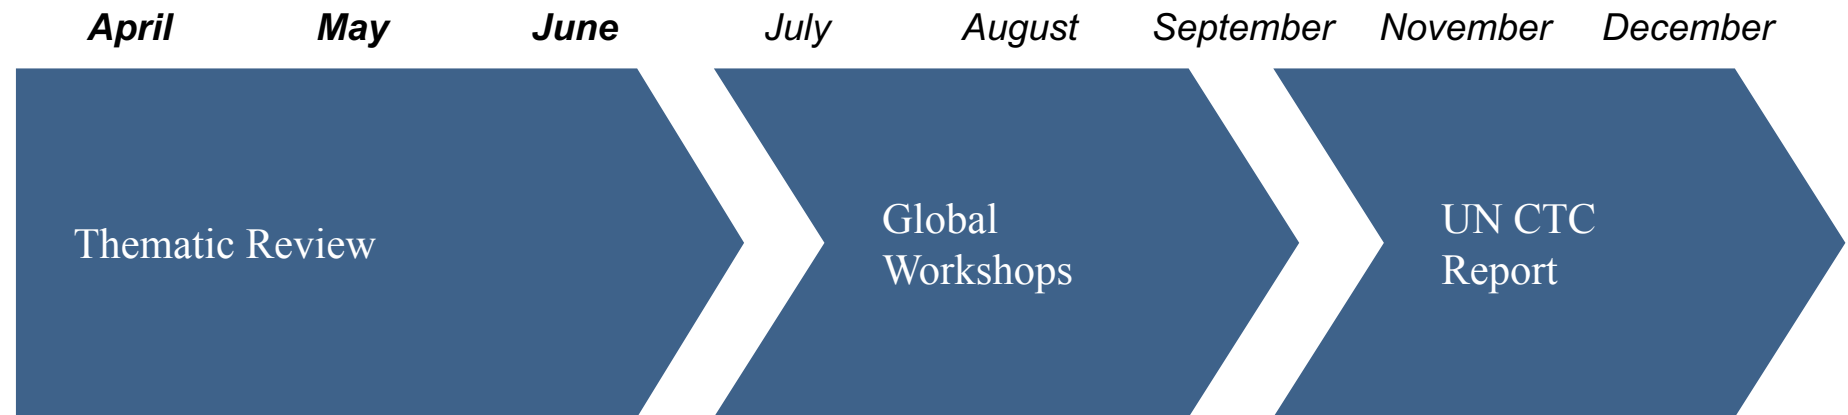 April May June July August September November December
Thematic Review
Global
Workshops
UN CTC
Report